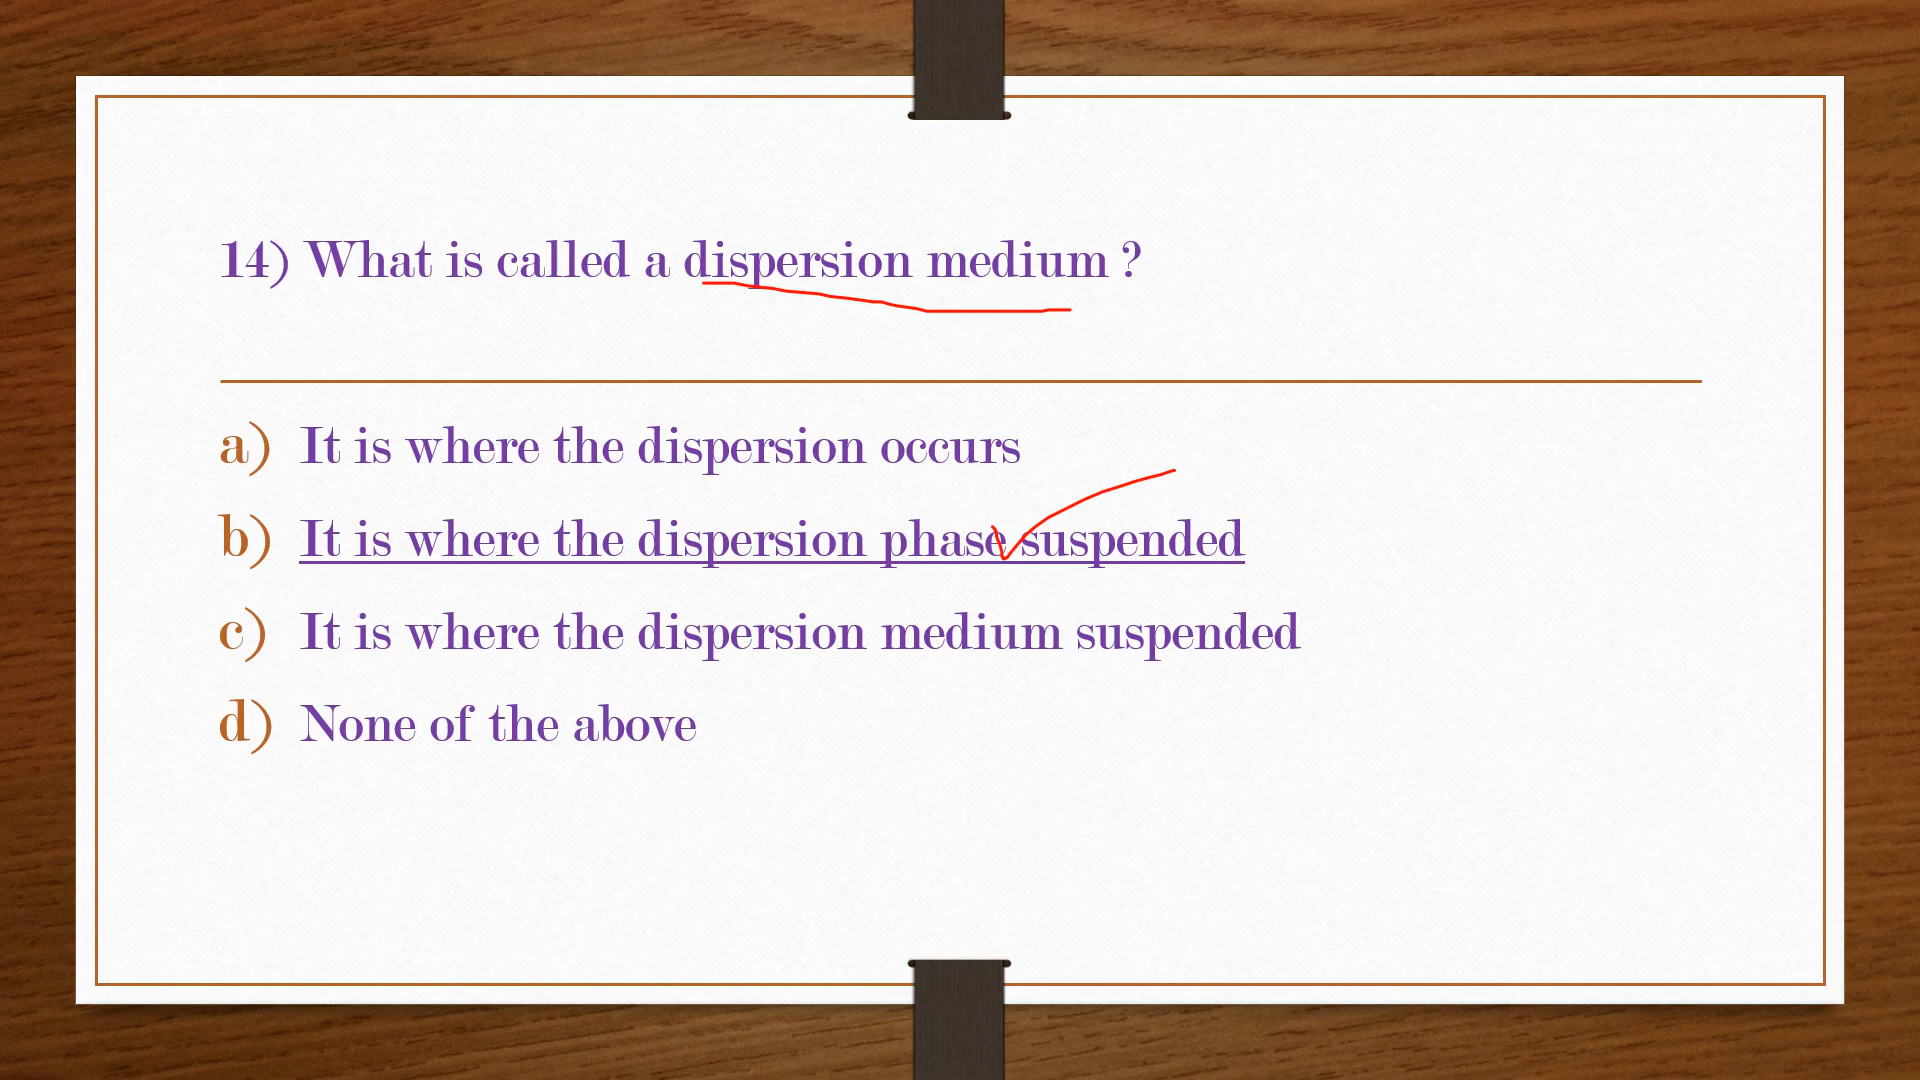 14) What is called a dispersion medium ?
a) It is where the dispersion occurs
b) It is where the dispersion phase suspended
c) It is where the dispersion medium suspended
d) None of the above